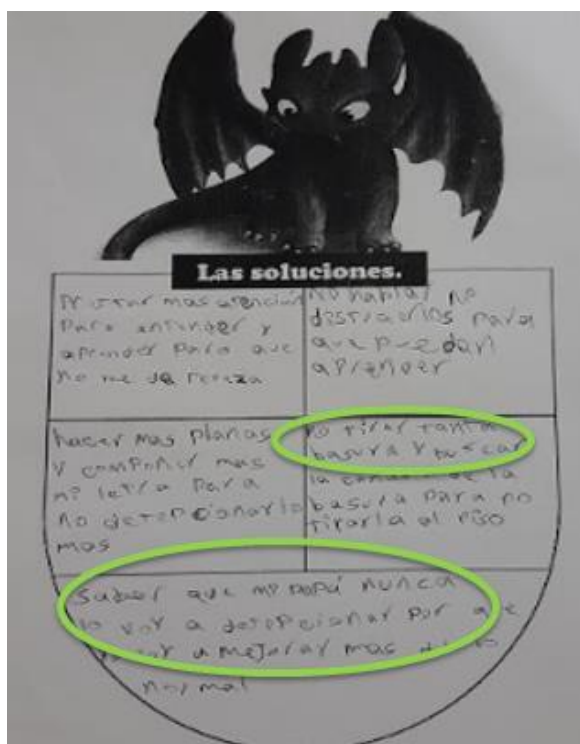 Las soluciones.
Prestar mas atención
Para entender y
aprender Para que
no me de Pereza
no hablar no
distraerlos para
que puedan
aprender
hacer mas planas
y componer mas
mi letra para
no decepcionarlo
mas
no tirar tanta
basura y buscar
la de la
basura para no
tirarla al piso
saber que mi papá nunca
lo voy a decepcionar por que
voy a mejorar mas de lo
normal